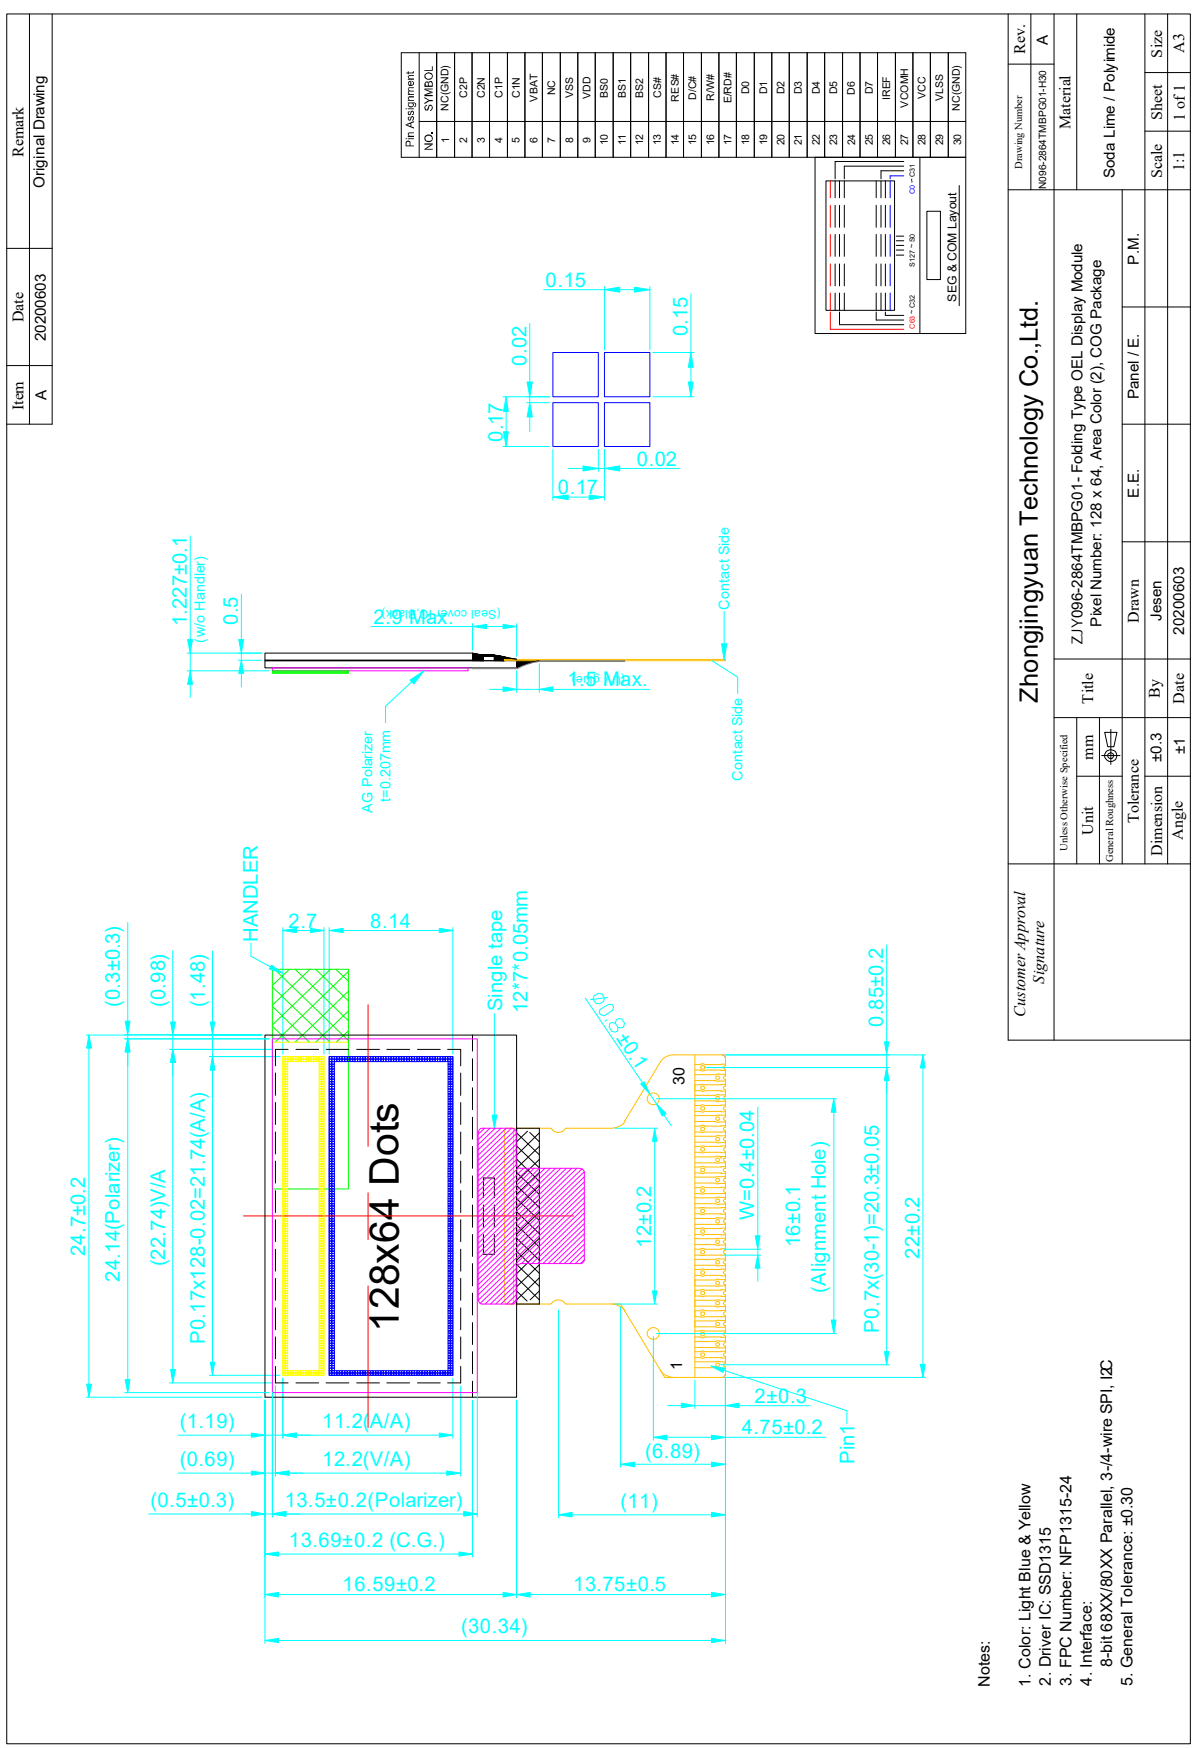 Notes:
1. Color: Light Blue & Yellow
2. Driver IC: SSD1315
3. FPC Number: NFP1315-24
4. Interface:
8-bit 68XX/80XX Parallel, 3-/4-wire SPI, I2C
5. General Tolerance: ±0.30
(30.34)
16.59±0.2
13.75±0.5
13.69±0.2 (C.G.)
(0.5±0.3)
13.5±0.2(Polarizer)
(11)
(0.69)
12.2(V/A)
(6.89)
(1.19)
11.2(A/A)
4.75±0.2
2±0.3
Pin1
24.7±0.2
24.14(Polarizer)
(22.74)V/A
P0.17x128-0.02=21.74(A/A)
(0.3±0.3)
(0.98)
(1.48)
128x64 Dots
HANDLER
2.7
8.14
Single tape
12*7*0.05mm
Ø0.8±0.1
12±0.2
1
30
W=0.4±0.04
16±0.1
(Alignment Hole)
P0.7x(30-1)=20.3±0.05
22±0.2
0.85±0.2
1.227±0.1
(w/o Handler)
0.5
AG Polarizer
t=0.207mm
2.9 Max.
1.5 Max.
Contact Side
Contact Side
0.17
0.02
0.15
0.17
0.02
0.15
Item Date Remark
A 20200603 Original Drawing
Pin Assignment
NO. SYMBOL
1 NC(GND)
2 C2P
3 C2N
4 C1P
5 C1N
6 VBAT
7 NC
8 VSS
9 VDD
10 BS0
11 BS1
12 BS2
13 CS#
14 RES#
15 D/C#
16 R/W#
17 E/RD#
18 D0
19 D1
20 D2
21 D3
22 D4
23 D5
24 D6
25 D7
26 IREF
27 VCOMH
28 VCC
29 VLSS
30 NC(GND)
C63 ~ C32
S127 ~ S0
C0 ~ C31
SEG & COM Layout
Customer Approval
Signature
Zhongjingyuan Technology Co.,Ltd.
Drawing Number
N096-2864TMBPG01-H30
Rev.
A
Unless Otherwise Specified
Unit mm
General Roughness
Tolerance
Dimension ±0.3
Angle ±1
Title
ZJY096-2864TMBPG01- Folding Type OEL Display Module
Pixel Number: 128 x 64, Area Color (2), COG Package
Material
Soda Lime / Polyimide
Drawn E.E. Panel / E. P.M.
By Jesen
Date 20200603
Scale Sheet Size
1:1 1 of 1 A3